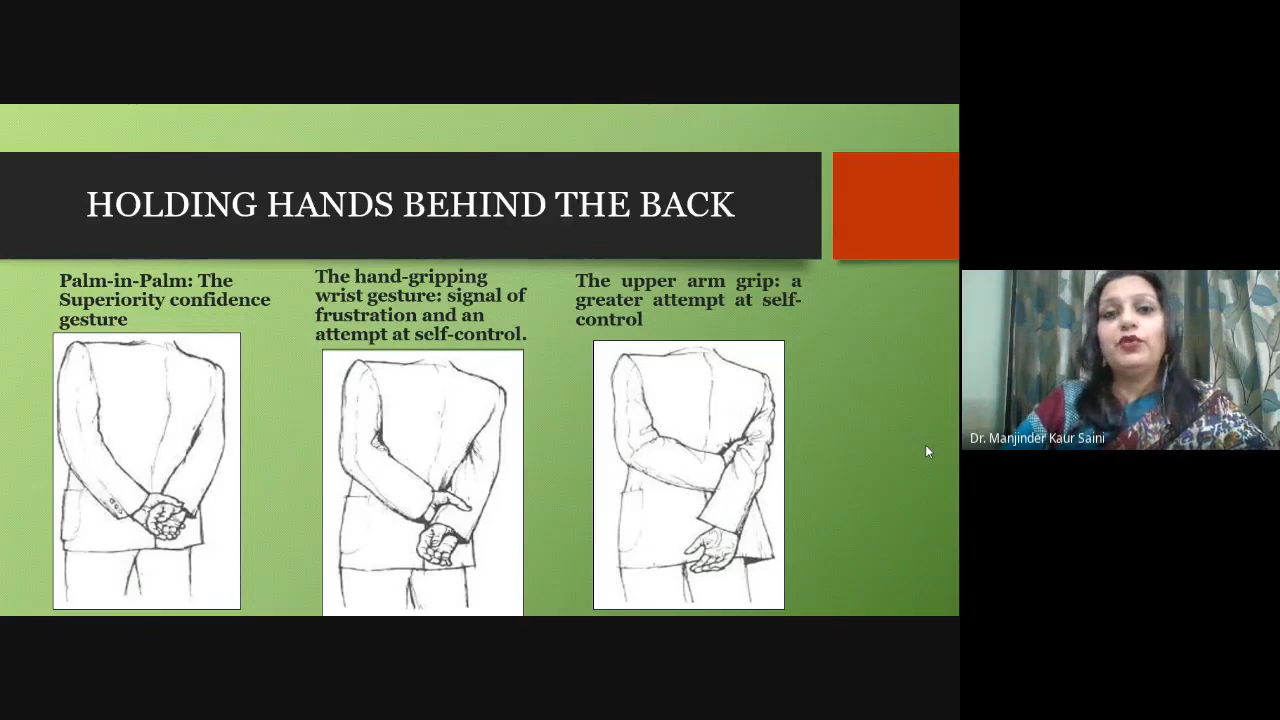 HOLDING HANDS BEHIND THE BACK
Palm-in-Palm: The
Superiority confidence
gesture
The hand-gripping
wrist gesture: signal of
frustration and an
attempt at self-control.
The upper arm grip: a
greater attempt at self-
control
Dr. Manjinder Kaur Saini